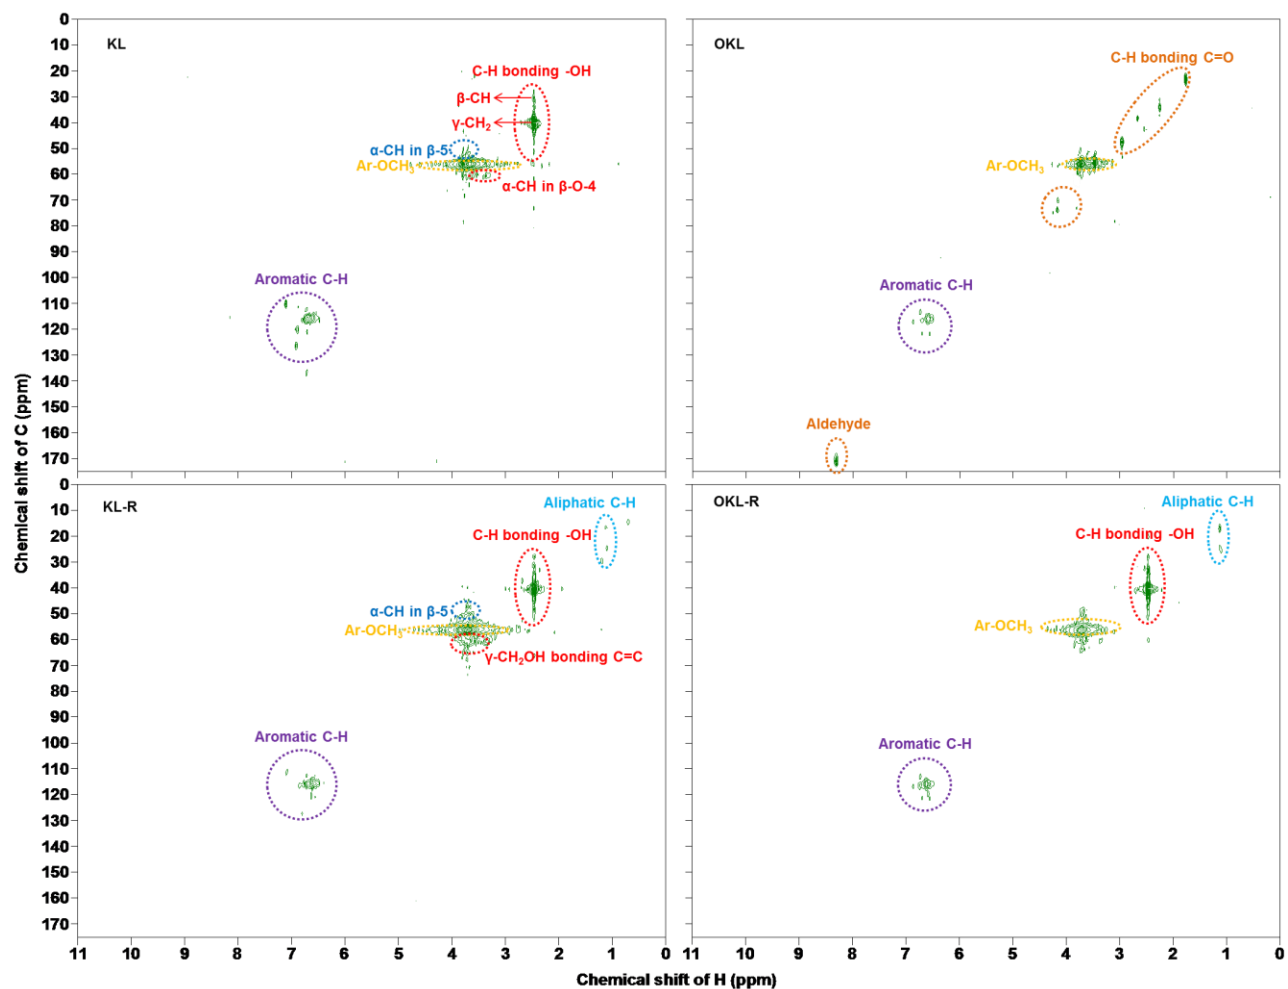 0
10
20
30
40
50
60
70
80
90
100
110
120
130
140
150
160
170
KL
C-H bonding -OH
β-CH
γ-CH₂
α-CH in β-5
Ar-OCH₃
α-CH in β-O-4
Aromatic C-H
OKL
C-H bonding C=O
Ar-OCH₃
Aromatic C-H
Aldehyde
Chemical shift of C (ppm)
0
10
20
30
40
50
60
70
80
90
100
110
120
130
140
150
160
170
KL-R
Aliphatic C-H
C-H bonding -OH
α-CH in β-5
Ar-OCH₃
γ-CH₂OH bonding C=C
Aromatic C-H
OKL-R
Aliphatic C-H
C-H bonding -OH
Ar-OCH₃
Aromatic C-H
11 10 9 8 7 6 5 4 3 2 1 0
11 10 9 8 7 6 5 4 3 2 1 0
Chemical shift of H (ppm)